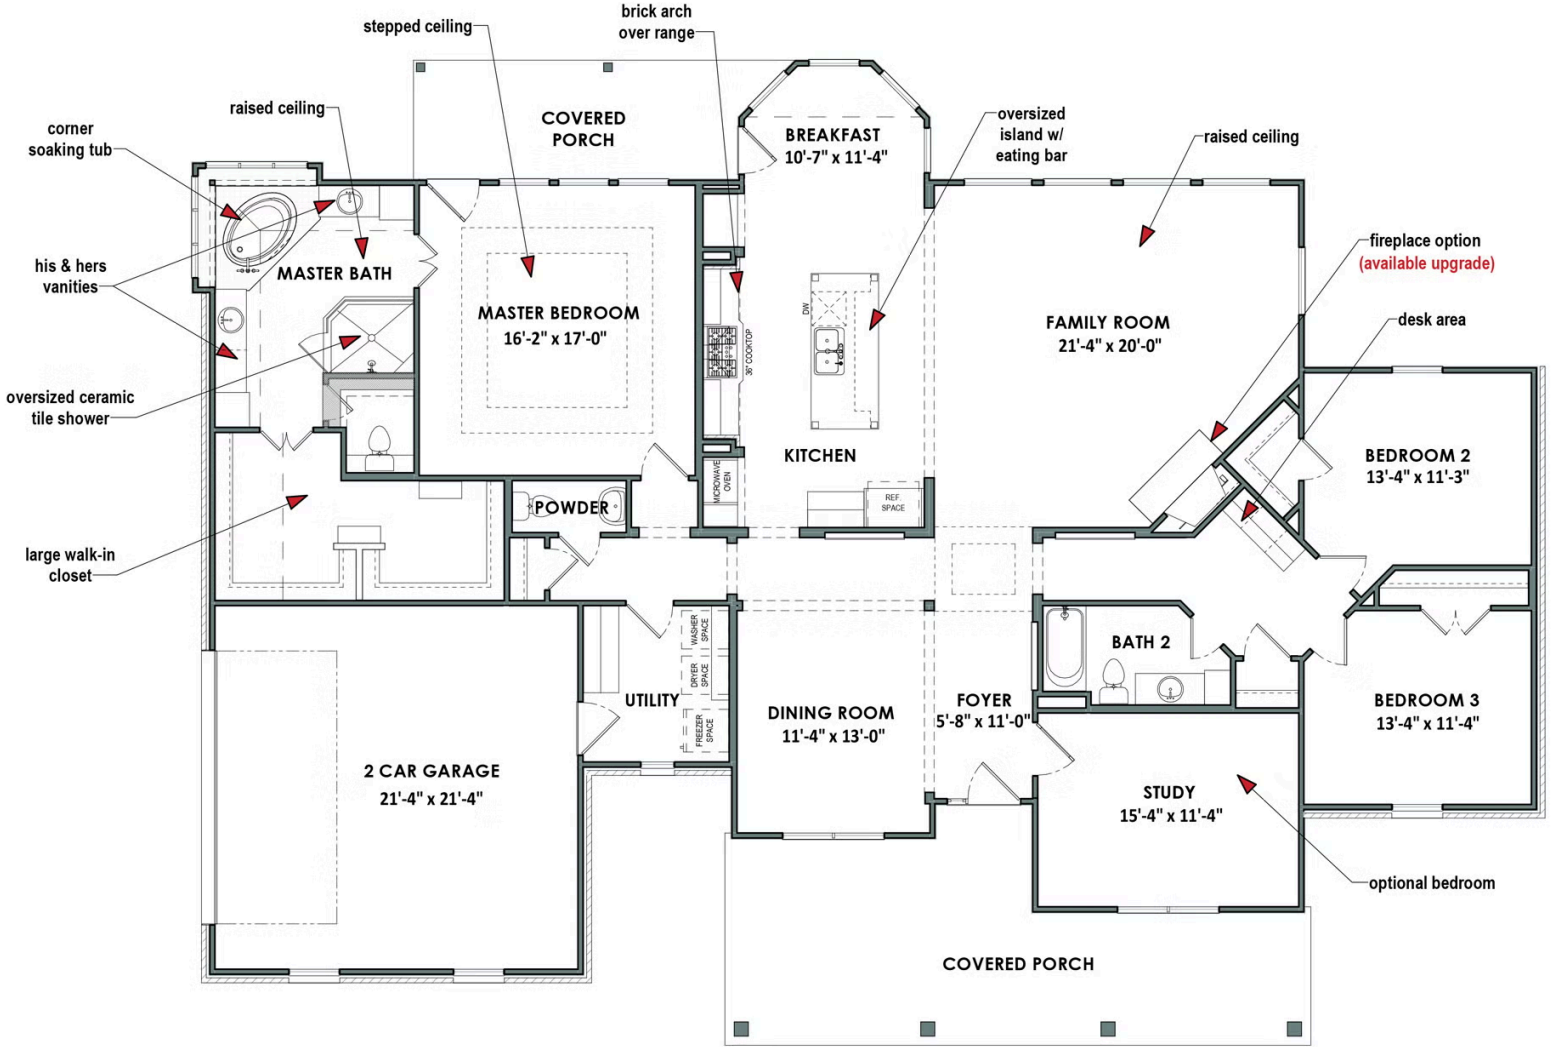 brick arch
over range
stepped ceiling
raised ceiling
corner
soaking tub
COVERED
PORCH
BREAKFAST
10'-7" x 11'-4"
oversized
island w/
eating bar
raised ceiling
fireplace option
(available upgrade)
his & hers
vanities
MASTER BATH
MASTER BEDROOM
16'-2" x 17'-0"
DW
36" COOKTOP
FAMILY ROOM
21'-4" x 20'-0"
desk area
oversized ceramic
tile shower
KITCHEN
MICROWAVE
OVEN
REF.
SPACE
BEDROOM 2
13'-4" x 11'-3"
POWDER
large walk-in
closet
WASHER
SPACE
DRYER
SPACE
FREEZER
SPACE
UTILITY
BATH 2
DINING ROOM
11'-4" x 13'-0"
FOYER
5'-8" x 11'-0"
BEDROOM 3
13'-4" x 11'-4"
2 CAR GARAGE
21'-4" x 21'-4"
STUDY
15'-4" x 11'-4"
optional bedroom
COVERED PORCH